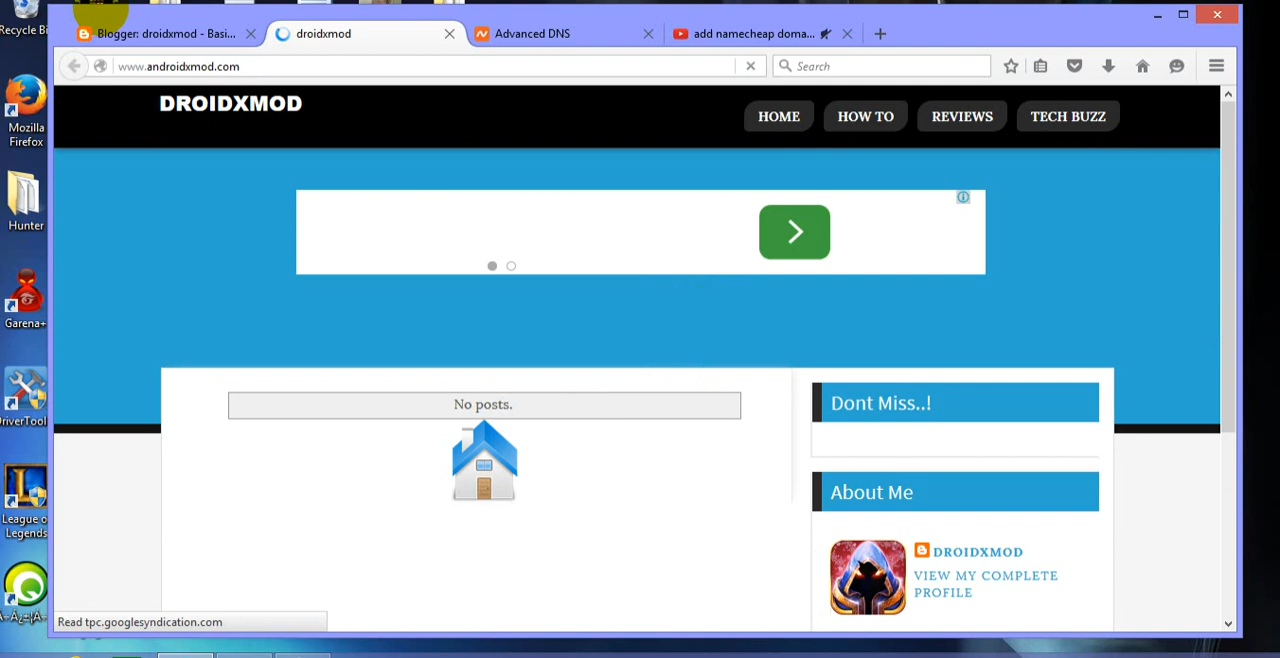 Recycle Bi
Blogger: droidxmod - Basi...
droidxmod
Advanced DNS
add namecheap doma...
www.androidxmod.com
Search
Mozilla
Firefox
Hunter
Garena+
DriverTool
League o
Legends
DROIDXMOD
HOME
HOW TO
REVIEWS
TECH BUZZ
No posts.
Dont Miss..!
About Me
DROIDXMOD
VIEW MY COMPLETE
PROFILE
Read tpc.googlesyndication.com